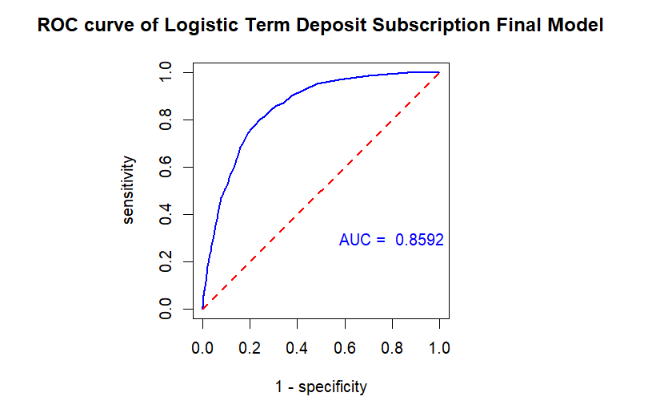 ROC curve of Logistic Term Deposit Subscription Final Model
1.0
0.8
0.6
0.4
0.2
0.0
sensitivity
AUC =  0.8592
0.0 0.2 0.4 0.6 0.8 1.0
1 - specificity